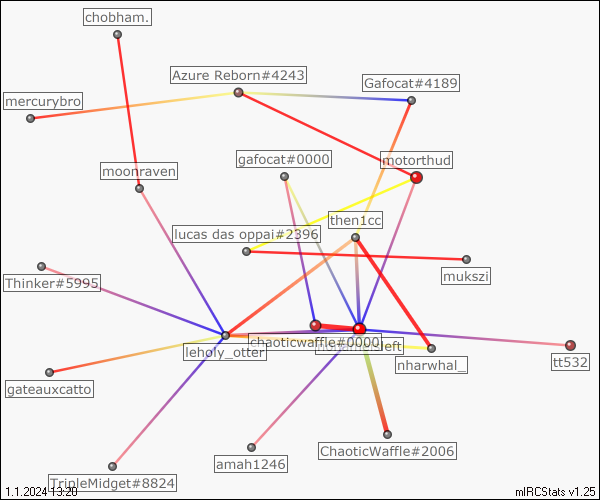 chobham.
Azure Reborn#4243
Gafocat#4189
mercurybro
gafocat#0000
motorthud
moonraven
then1cc
lucas das oppai#2396
mukszi
Thinker#5995
chaoticwaffle#0000
leholy_otter
nharwhal_
tt532
gateauxcatto
ChaoticWaffle#2006
amah1246
TripleMidget#8824
1.1.2024 13:20
mIRCStats v1.25